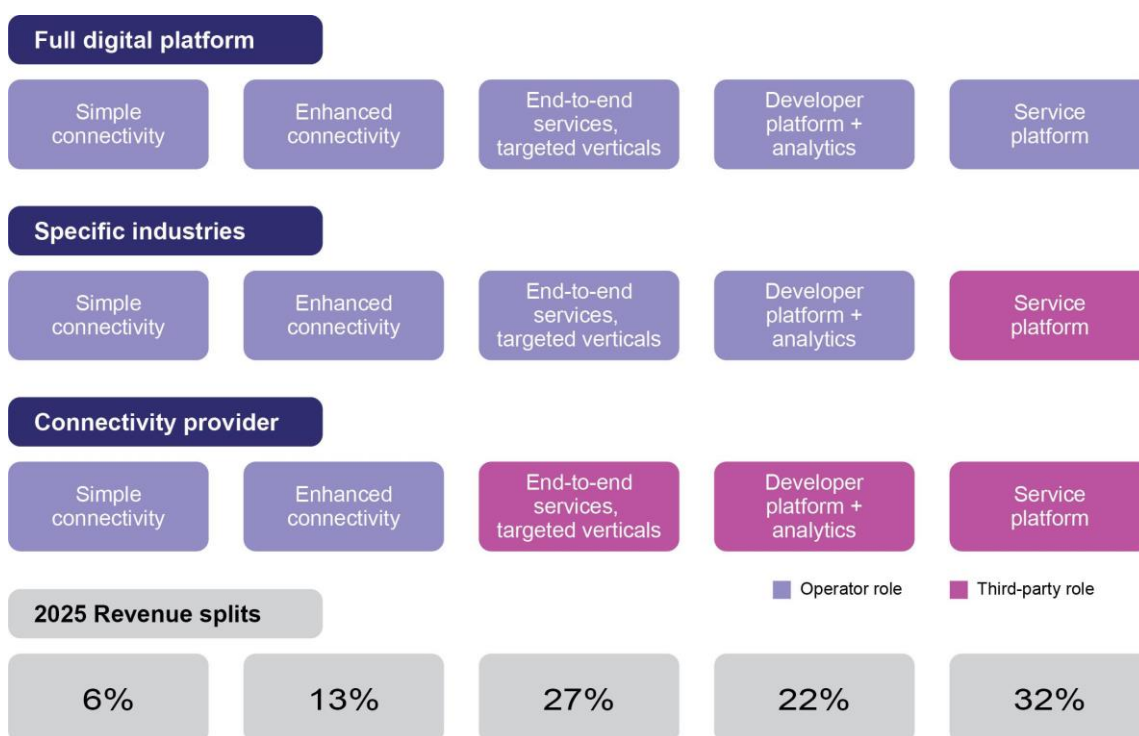 Full digital platform
Simple
connectivity
Enhanced
connectivity
End-to-end
services,
targeted verticals
Developer
platform +
analytics
Service
platform
Specific industries
Simple
connectivity
Enhanced
connectivity
End-to-end
services,
targeted verticals
Developer
platform +
analytics
Service
platform
Connectivity provider
Simple
connectivity
Enhanced
connectivity
End-to-end
services,
targeted verticals
Developer
platform +
analytics
Service
platform
Operator role
Third-party role
2025 Revenue splits
6%
13%
27%
22%
32%